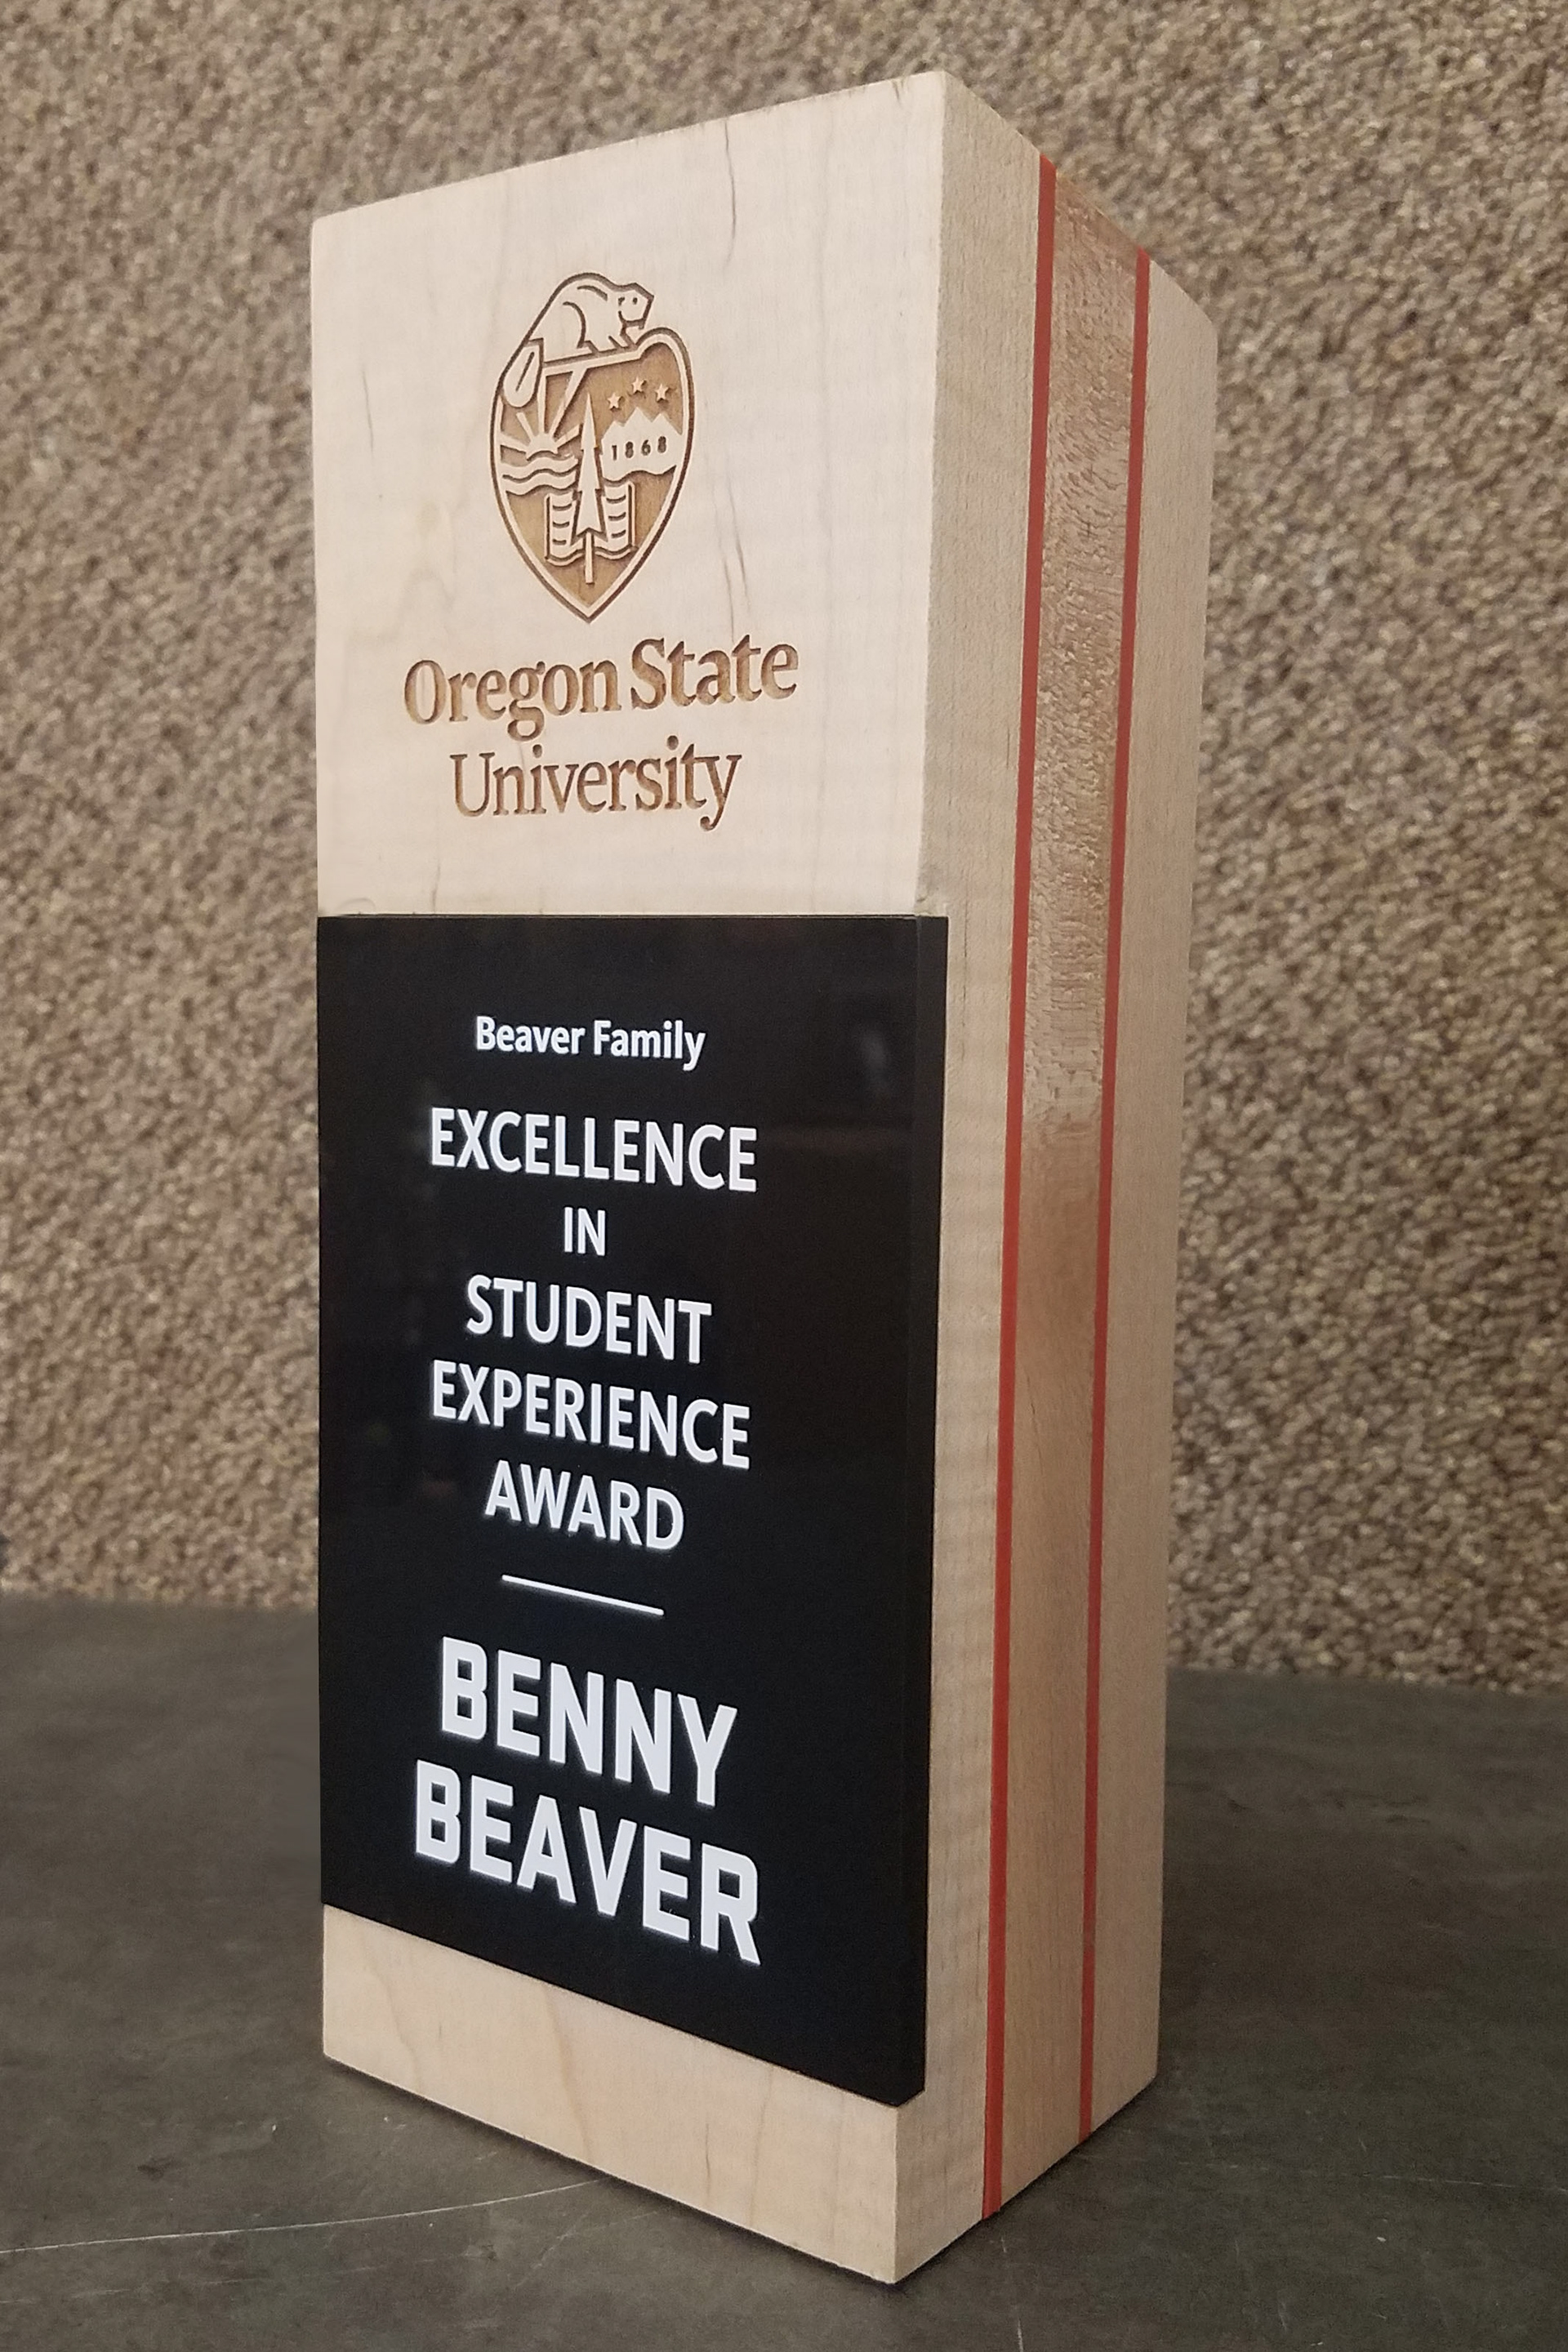 1868
Oregon State
University
Beaver Family
EXCELLENCE
IN
STUDENT
EXPERIENCE
AWARD
BENNY
BEAVER